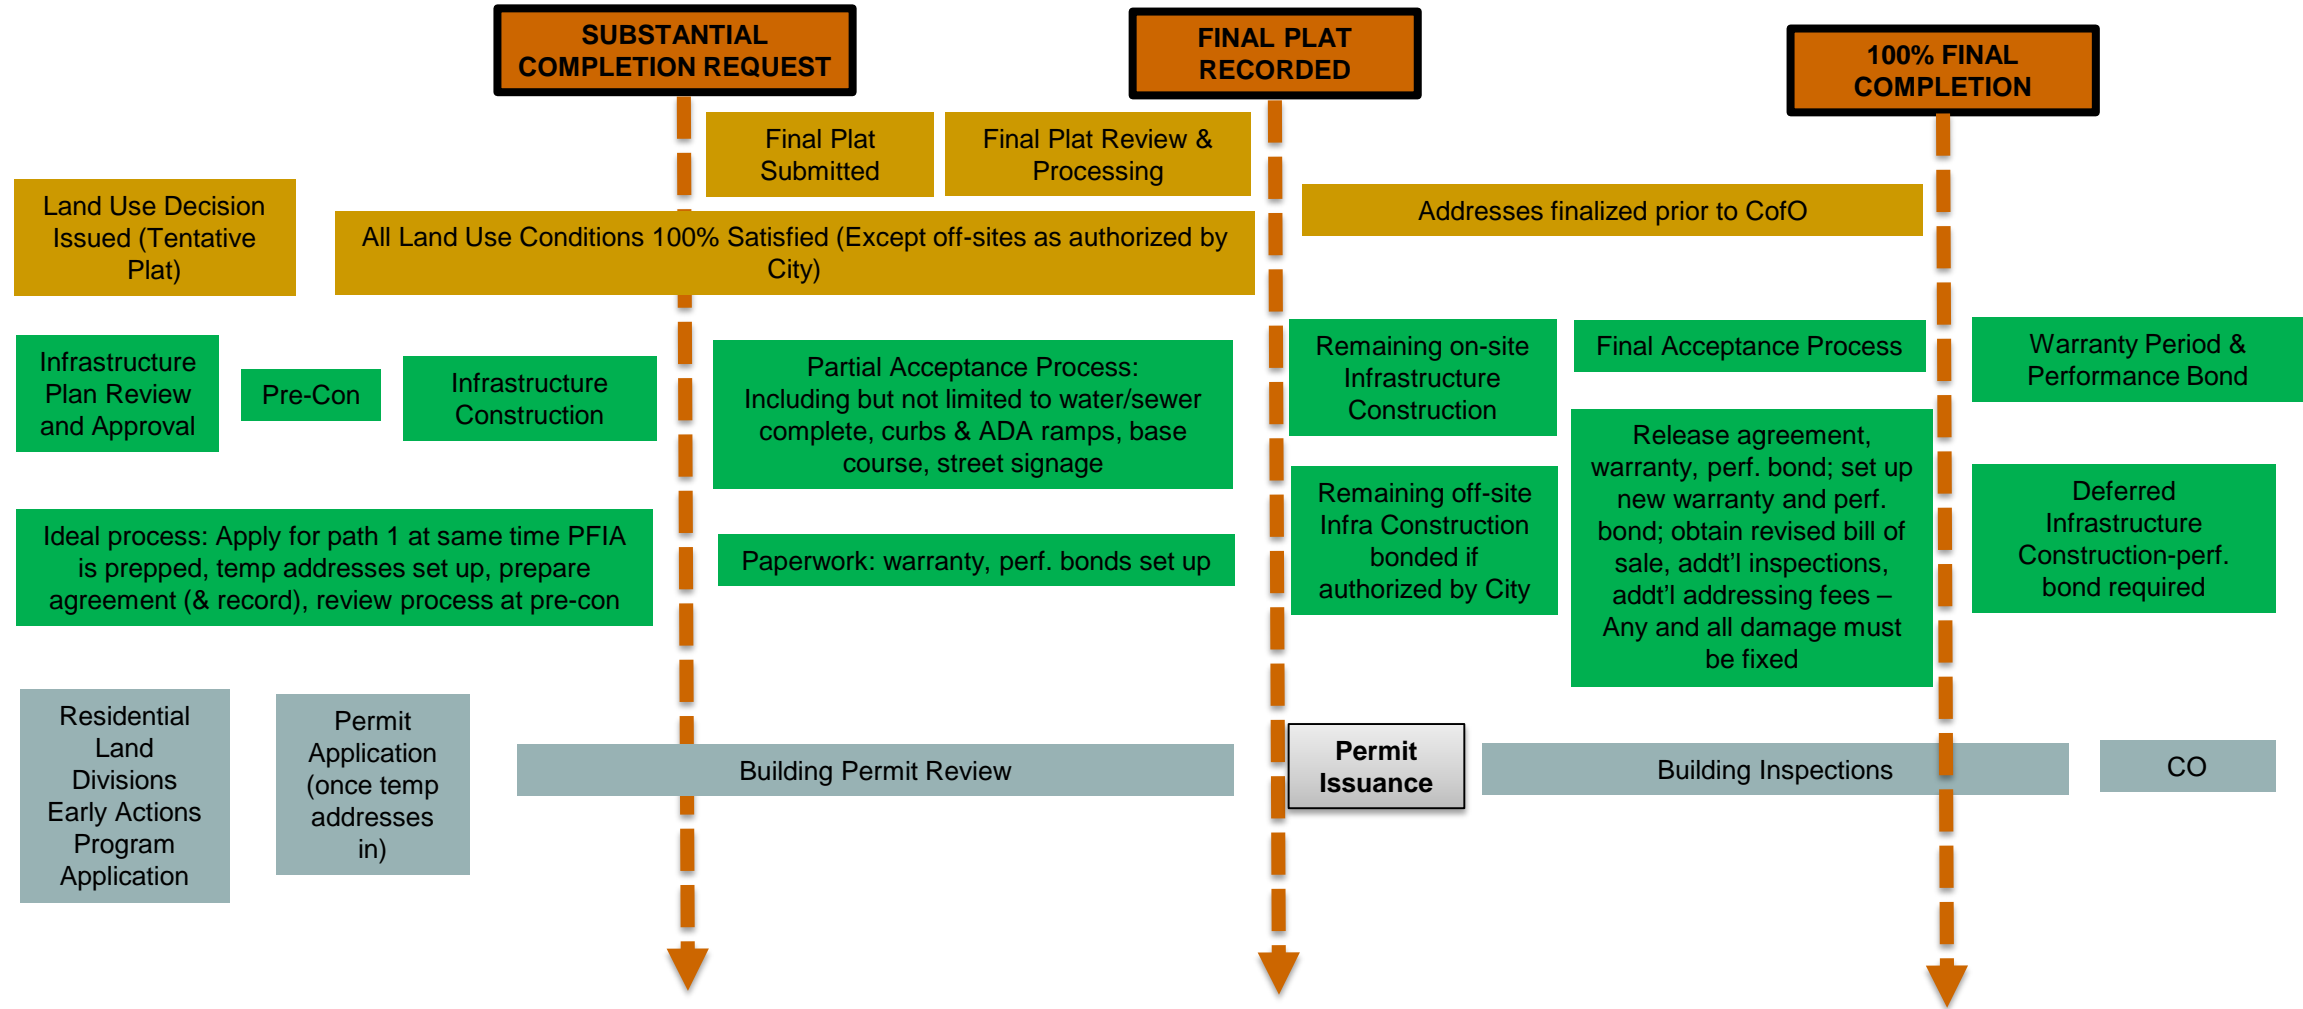 SUBSTANTIAL
COMPLETION REQUEST
FINAL PLAT
RECORDED
100% FINAL
COMPLETION
Final Plat
Submitted
Final Plat Review &
Processing
Land Use Decision
Issued (Tentative
Plat)
All Land Use Conditions 100% Satisfied (Except off-sites as authorized by
City)
Addresses finalized prior to CofO
Infrastructure
Plan Review
and Approval
Pre-Con
Infrastructure
Construction
Partial Acceptance Process:
Including but not limited to water/sewer
complete, curbs & ADA ramps, base
course, street signage
Remaining on-site
Infrastructure
Construction
Final Acceptance Process
Warranty Period &
Performance Bond
Ideal process: Apply for path 1 at same time PFIA
is prepped, temp addresses set up, prepare
agreement (& record), review process at pre-con
Paperwork: warranty, perf. bonds set up
Remaining off-site
Infra Construction
bonded if
authorized by City
Release agreement,
warranty, perf. bond; set up
new warranty and perf.
bond; obtain revised bill of
sale, addt’l inspections,
addt’l addressing fees –
Any and all damage must
be fixed
Deferred
Infrastructure
Construction-perf.
bond required
Residential
Land
Divisions
Early Actions
Program
Application
Permit
Application
(once temp
addresses
in)
Building Permit Review
Permit
Issuance
Building Inspections
CO